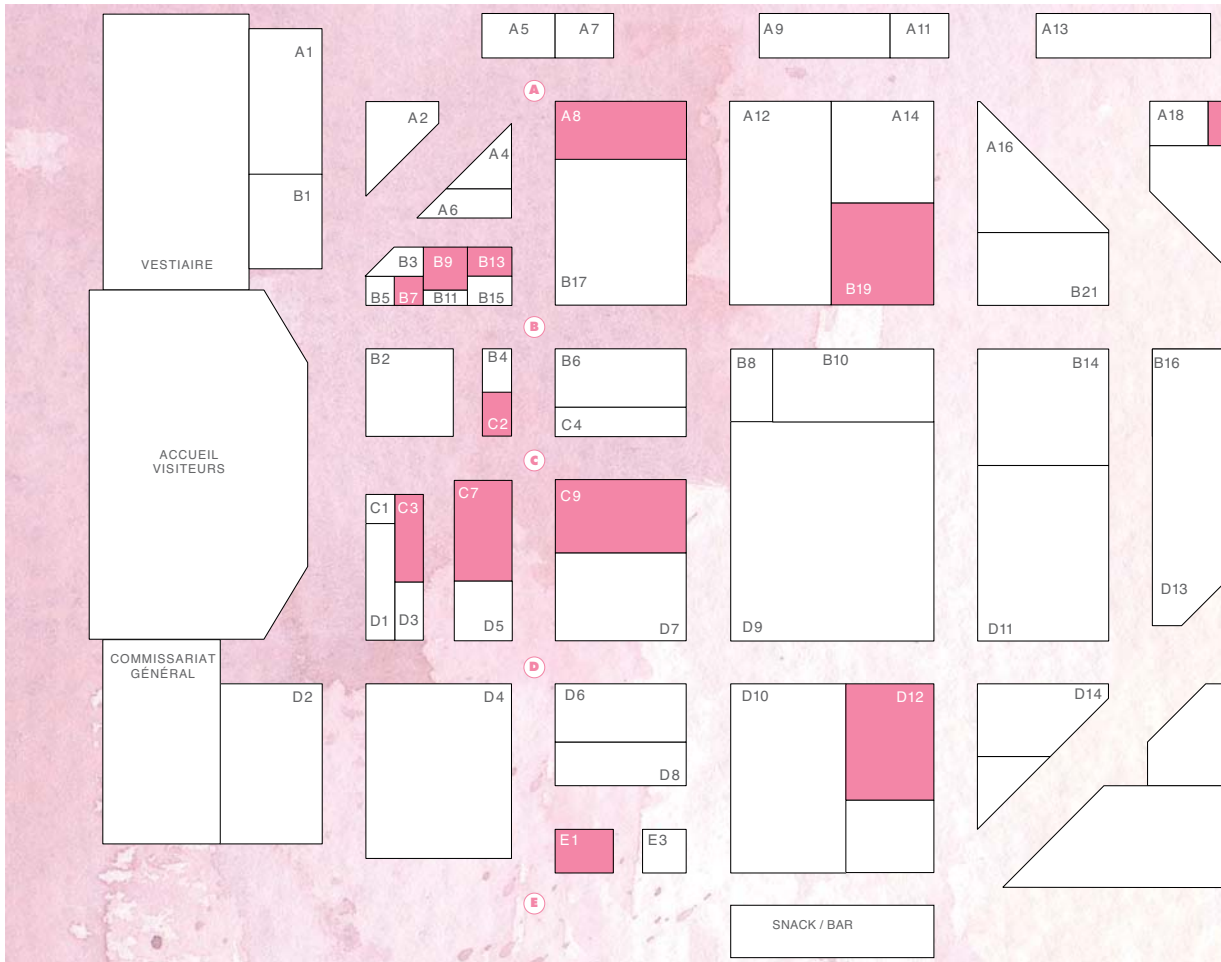 A5
A7
A9
A11
A13
A1
A
A2
A8
A12
A14
A18
A4
A16
A6
B1
B3
B9
B13
VESTIAIRE
B17
B19
B21
B5
B7
B11
B15
B
B2
B4
B6
B8
B10
B14
B16
C2
C4
ACCUEIL
VISITEURS
C
C1
C3
C7
C9
D1
D3
D5
D7
D9
D11
D13
COMMISSARIAT
GÉNÉRAL
D
D2
D4
D6
D10
D12
D14
D8
E1
E3
E
SNACK / BAR